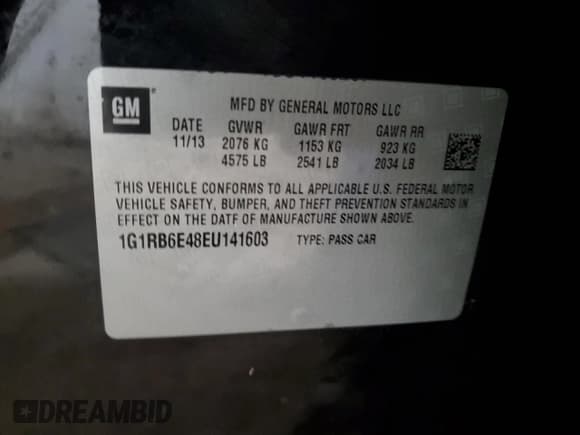 GM
MFD BY GENERAL MOTORS LLC
DATE GVWR GAWR FRT GAWR RR
11/13 2076 KG 1153 KG 923 KG
4575 LB 2541 LB 2034 LB
THIS VEHICLE CONFORMS TO ALL APPLICABLE U.S. FEDERAL MOTOR
VEHICLE SAFETY, BUMPER, AND THEFT PREVENTION STANDARDS IN
EFFECT ON THE DATE OF MANUFACTURE SHOWN ABOVE.
1G1RB6E48EU141603 TYPE: PASS CAR
DREAMBID